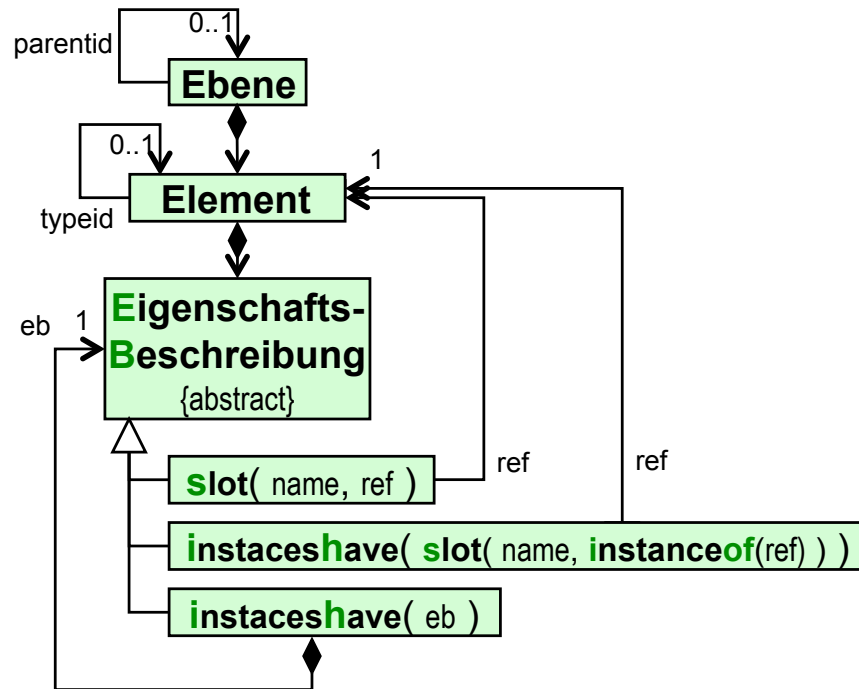 0..1
parentid
Ebene
0..1
1
Element
typeid
Eigenschafts-
eb 1
Beschreibung
{abstract}
slot( name, ref )
ref
ref
instaceshave( slot( name, instanceof(ref) ) )
instaceshave( eb )